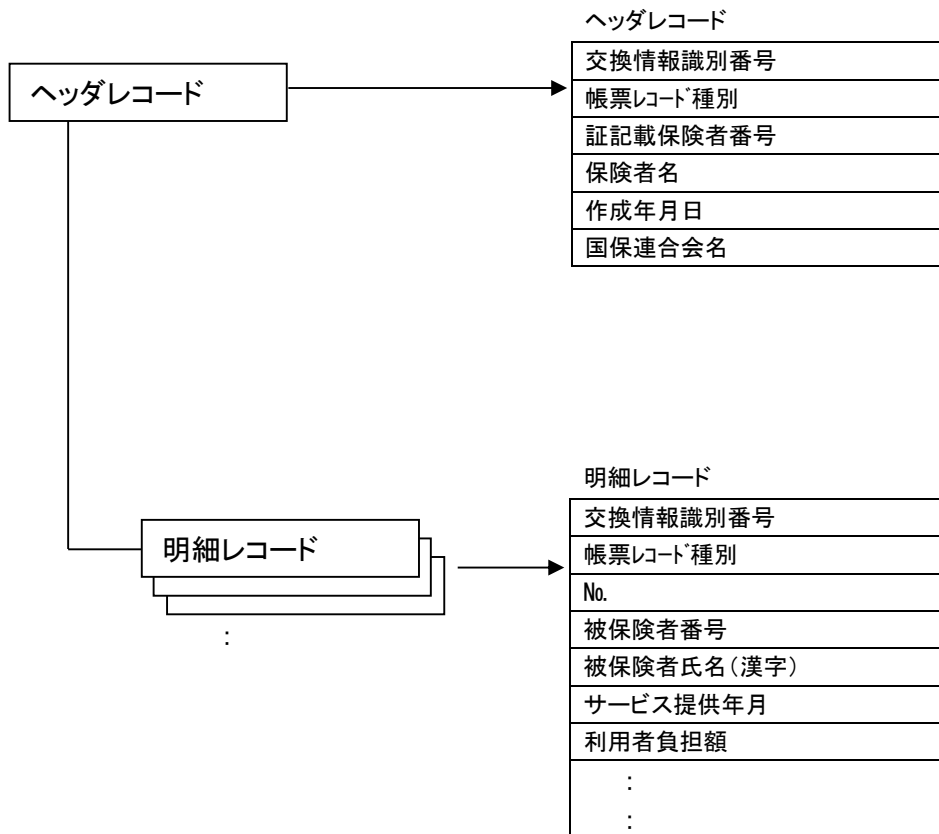 ヘッダレコード
ヘッダレコード
交換情報識別番号
帳票ﾚｺｰﾄﾞ種別
証記載保険者番号
保険者名
作成年月日
国保連合会名
明細レコード
:
明細レコード
交換情報識別番号
帳票ﾚｺｰﾄﾞ種別
№
被保険者番号
被保険者氏名(漢字)
サービス提供年月
利用者負担額
:
: